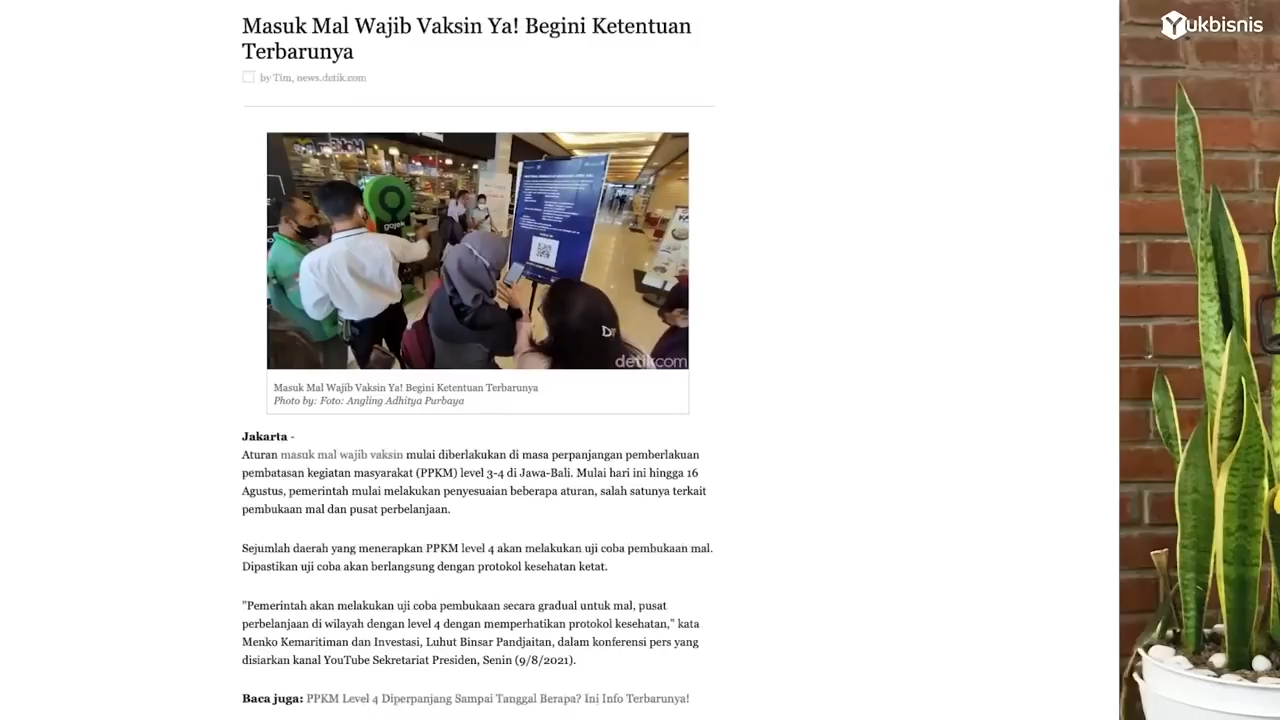 Yukbisnis
Masuk Mal Wajib Vaksin Ya! Begini Ketentuan
Terbarunya
by Tim, news.detik.com
gojek
detikcom
Masuk Mal Wajib Vaksin Ya! Begini Ketentuan Terbarunya
Photo by: Foto: Angling Adhitya Purbaya
Jakarta -
Aturan masuk mal wajib vaksin mulai diberlakukan di masa perpanjangan pemberlakuan
pembatasan kegiatan masyarakat (PPKM) level 3-4 di Jawa-Bali. Mulai hari ini hingga 16
Agustus, pemerintah mulai melakukan penyesuaian beberapa aturan, salah satunya terkait
pembukaan mal dan pusat perbelanjaan.
Sejumlah daerah yang menerapkan PPKM level 4 akan melakukan uji coba pembukaan mal.
Dipastikan uji coba akan berlangsung dengan protokol kesehatan ketat.
"Pemerintah akan melakukan uji coba pembukaan secara gradual untuk mal, pusat
perbelanjaan di wilayah dengan level 4 dengan memperhatikan protokol kesehatan," kata
Menko Kemaritiman dan Investasi, Luhut Binsar Pandjaitan, dalam konferensi pers yang
disiarkan kanal YouTube Sekretariat Presiden, Senin (9/8/2021).
Baca juga: PPKM Level 4 Diperpanjang Sampai Tanggal Berapa? Ini Info Terbarunya!